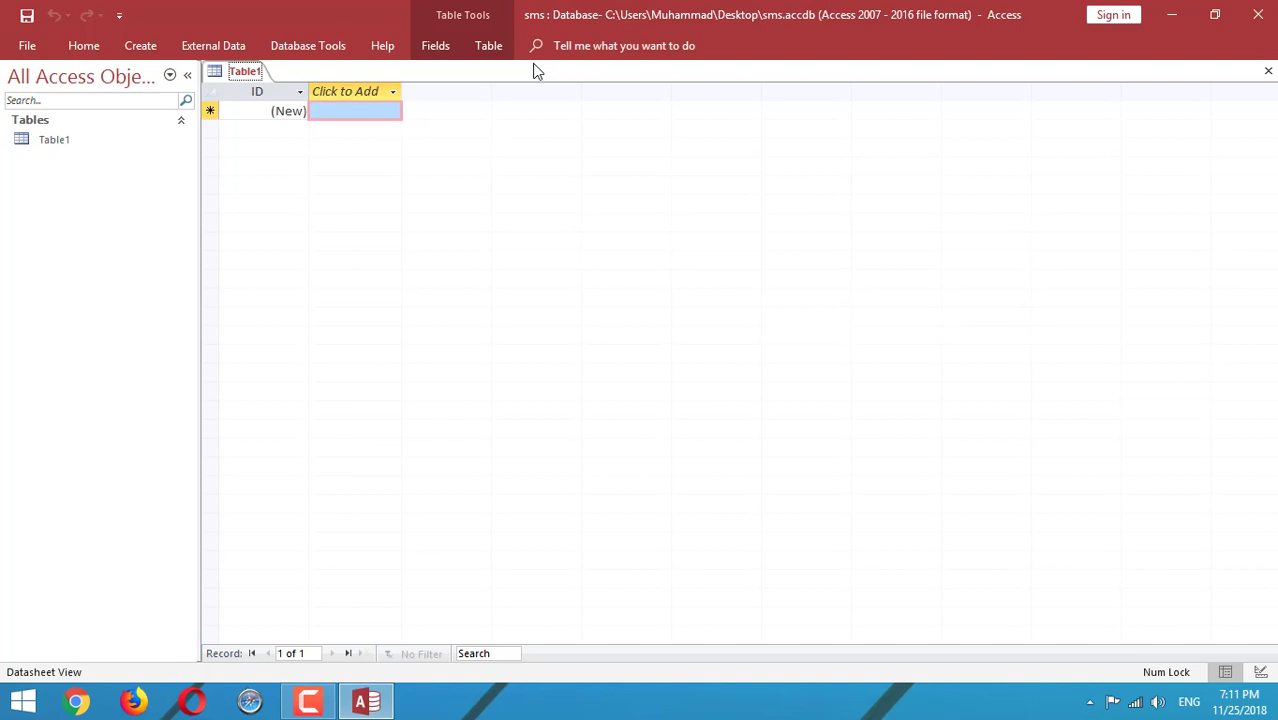 Table Tools
sms : Database- C:\Users\Muhammad\Desktop\sms.accdb (Access 2007 - 2016 file format) - Access
Sign in
File Home Create External Data Database Tools Help Fields Table Tell me what you want to do
All Access Obje...
Search...
Tables
Table1
Table1
ID Click to Add
(New)
Record: 1 of 1 No Filter Search
Datasheet View Num Lock
ENG
7:11 PM
11/25/2018